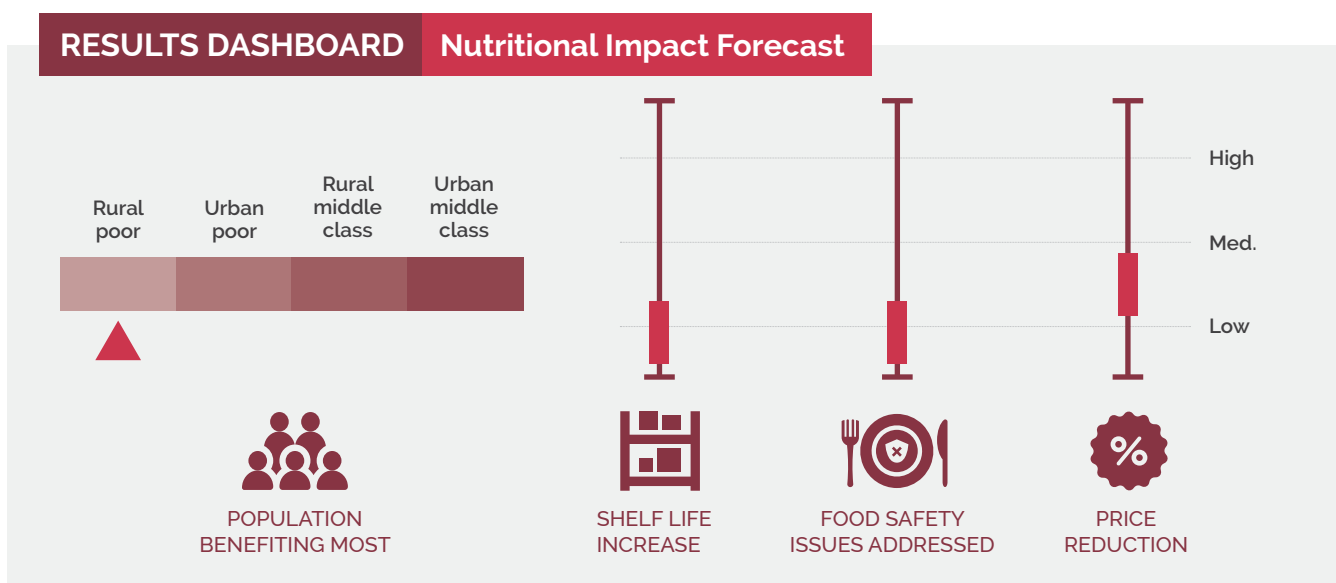 RESULTS DASHBOARD Nutritional Impact Forecast
Rural
poor
Urban
poor
Rural
middle
class
Urban
middle
class
High
Med.
Low
POPULATION
BENEFITING MOST
SHELF LIFE
INCREASE
FOOD SAFETY
ISSUES ADDRESSED
%
PRICE
REDUCTION